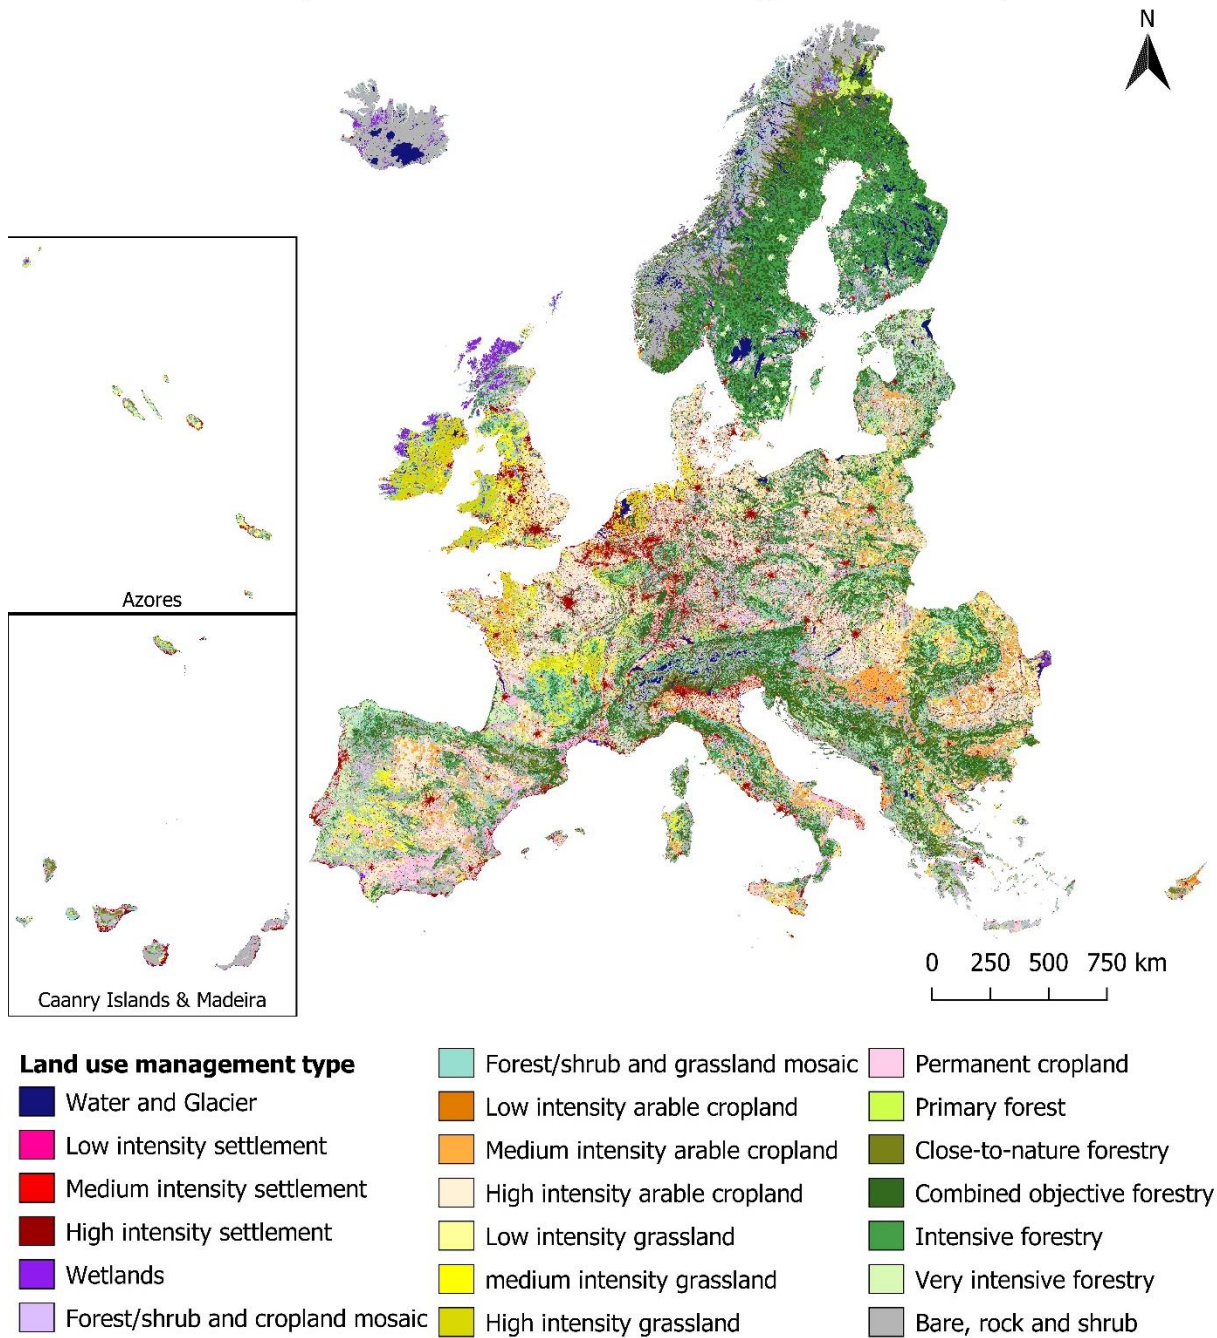 N
Azores
Caanry Islands & Madeira
0 250 500 750 km
Land use management type
Water and Glacier
Low intensity settlement
Medium intensity settlement
High intensity settlement
Wetlands
Forest/shrub and cropland mosaic
Forest/shrub and grassland mosaic
Low intensity arable cropland
Medium intensity arable cropland
High intensity arable cropland
Low intensity grassland
medium intensity grassland
High intensity grassland
Permanent cropland
Primary forest
Close-to-nature forestry
Combined objective forestry
Intensive forestry
Very intensive forestry
Bare, rock and shrub